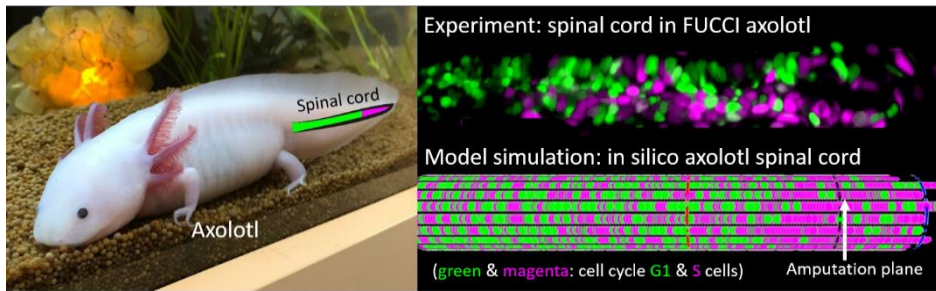 Spinal cord
Axolotl
Experiment: spinal cord in FUCCI axolotl
Model simulation: in silico axolotl spinal cord
(green & magenta: cell cycle G1 & S cells)
Amputation plane